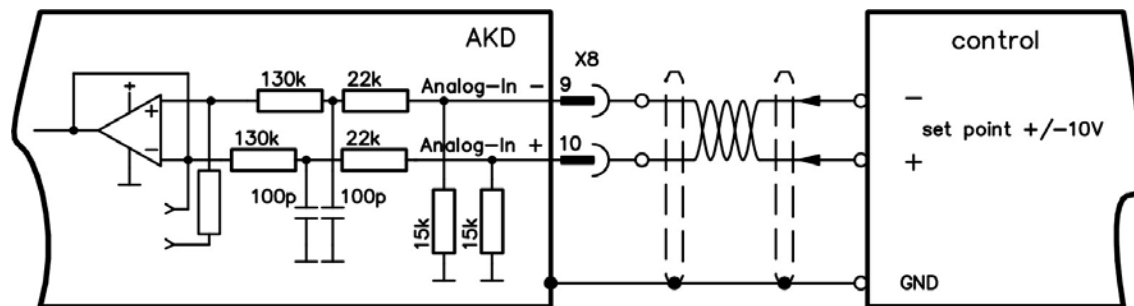 AKD
X8
control
130k
22k
Analog-In -
9
-
+
set point +/-10V
130k
22k
Analog-In +
10
+
100p
100p
15k
15k
+
-
+
GND